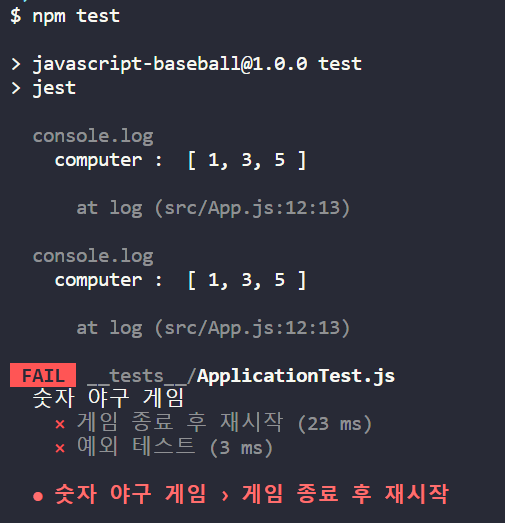 $ npm test
> javascript-baseball@1.0.0 test
> jest
console.log
computer :  [ 1, 3, 5 ]
at log (src/App.js:12:13)
console.log
computer :  [ 1, 3, 5 ]
at log (src/App.js:12:13)
FAIL __tests__/ApplicationTest.js
숫자 야구 게임
× 게임 종료 후 재시작 (23 ms)
× 예외 테스트 (3 ms)
● 숫자 야구 게임 › 게임 종료 후 재시작